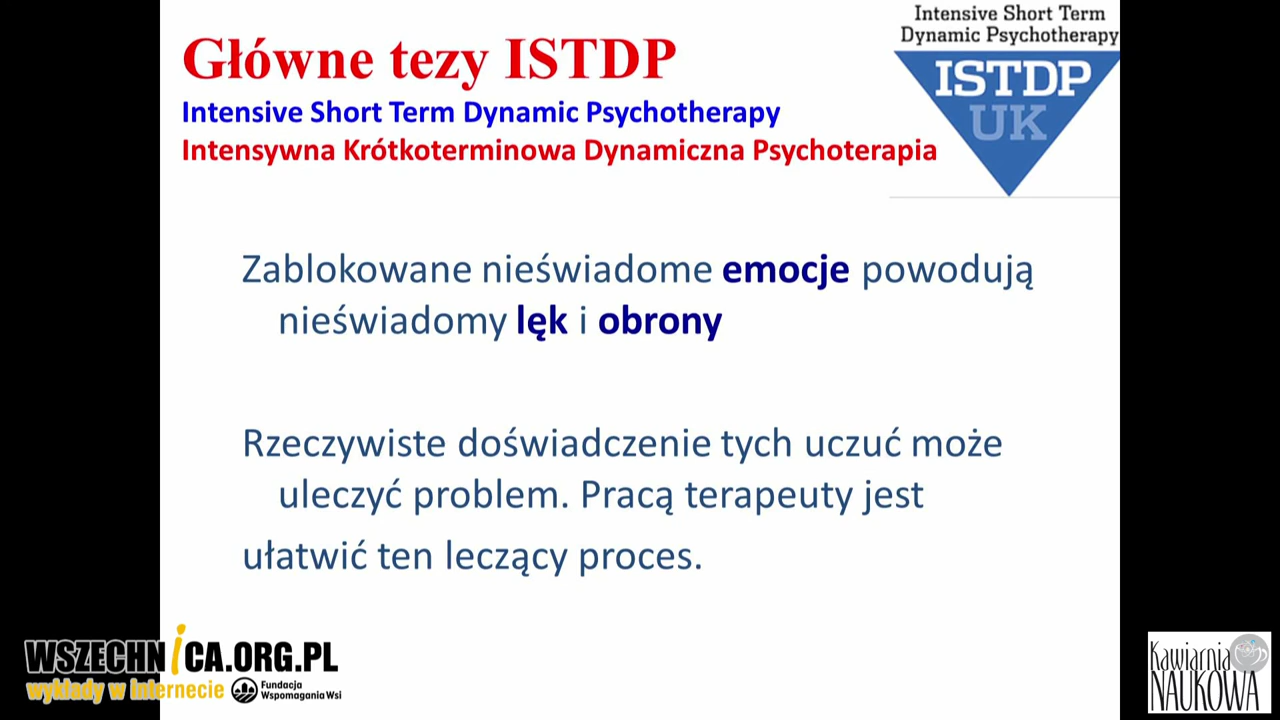 Główne tezy ISTDP
Intensive Short Term Dynamic Psychotherapy
Intensywna Krótkoterminowa Dynamiczna Psychoterapia
Intensive Short Term
Dynamic Psychotherapy
ISTDP
UK
Zablokowane nieświadome emocje powodują
nieświadomy lęk i obrony
Rzeczywiste doświadczenie tych uczuć może
uleczyć problem. Pracą terapeuty jest
ułatwić ten leczący proces.
WSZECHNiCA.ORG.PL
wykłady w Internecie
Fundacja
Wspomagania Wsi
Kawiarnia
NAUKOWA